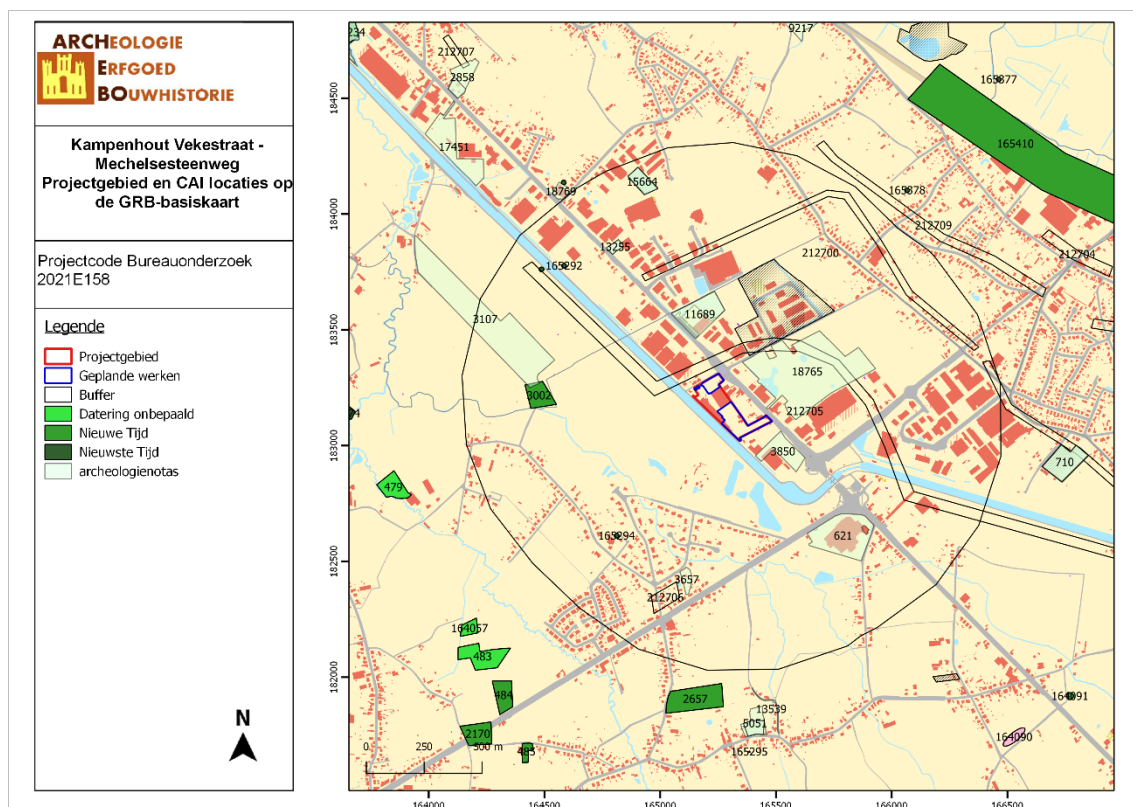 ARCHEOLOGIE
ERFGOED
BOUWHISTORIE
Kampenhout Vekestraat -
Mechelsesteenweg
Projectgebied en CAI locaties op
de GRB-basiskaart
Projectcode Bureauonderzoek
2021E158
Legende
Projectgebied
Geplande werken
Buffer
Datering onbepaald
Nieuwe Tijd
Nieuwste Tijd
archeologienotas
N
234
212707
2858
9217
165877
184500
17451
165410
18769
15664
165878
184000
212709
13255
212700
212704
165292
3107
11689
183500
18765
3002
212705
183000
3850
710
479
621
165294
182500
3657
212706
164057
483
182000
484
2657
164091
13539
5051
2170
164090
485
165295
0
250
500 m
164000
164500
165000
165500
166000
166500